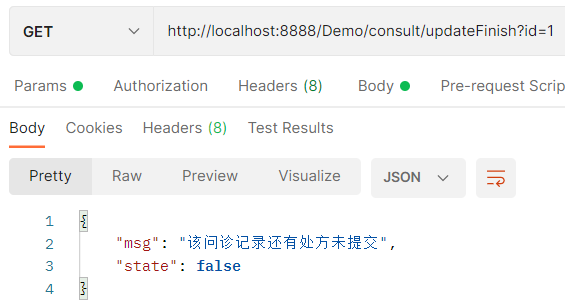 GET http://localhost:8888/Demo/consult/updateFinish?id=1
Params Authorization Headers (8) Body Pre-request Scrip
Body Cookies Headers (8) Test Results
Pretty Raw Preview Visualize JSON
1 {
2 "msg": "该问诊记录还有处方未提交",
3 "state": false
4 }